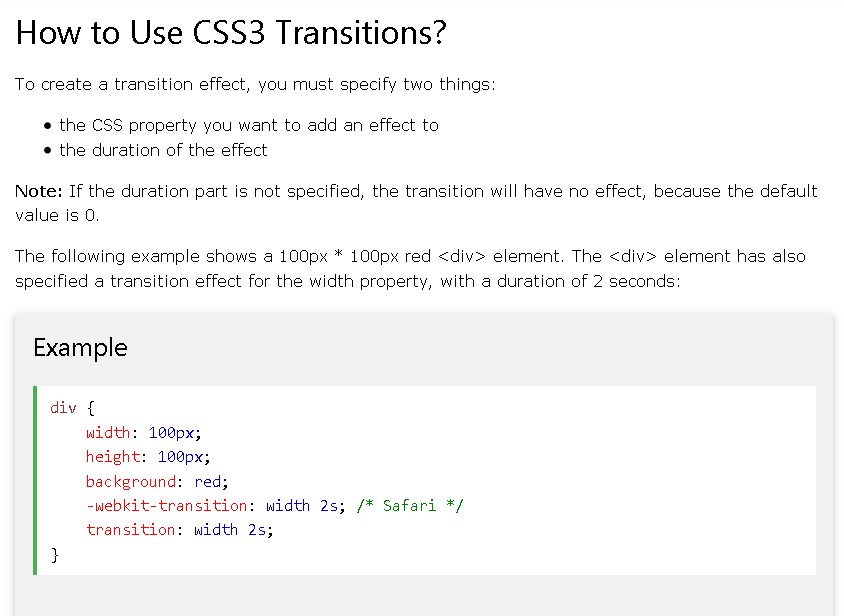 How to Use CSS3 Transitions?
To create a transition effect, you must specify two things:
• the CSS property you want to add an effect to
• the duration of the effect
Note: If the duration part is not specified, the transition will have no effect, because the default
value is 0.
The following example shows a 100px * 100px red <div> element. The <div> element has also
specified a transition effect for the width property, with a duration of 2 seconds:
Example
div {
    width: 100px;
    height: 100px;
    background: red;
    -webkit-transition: width 2s; /* Safari */
    transition: width 2s;
}